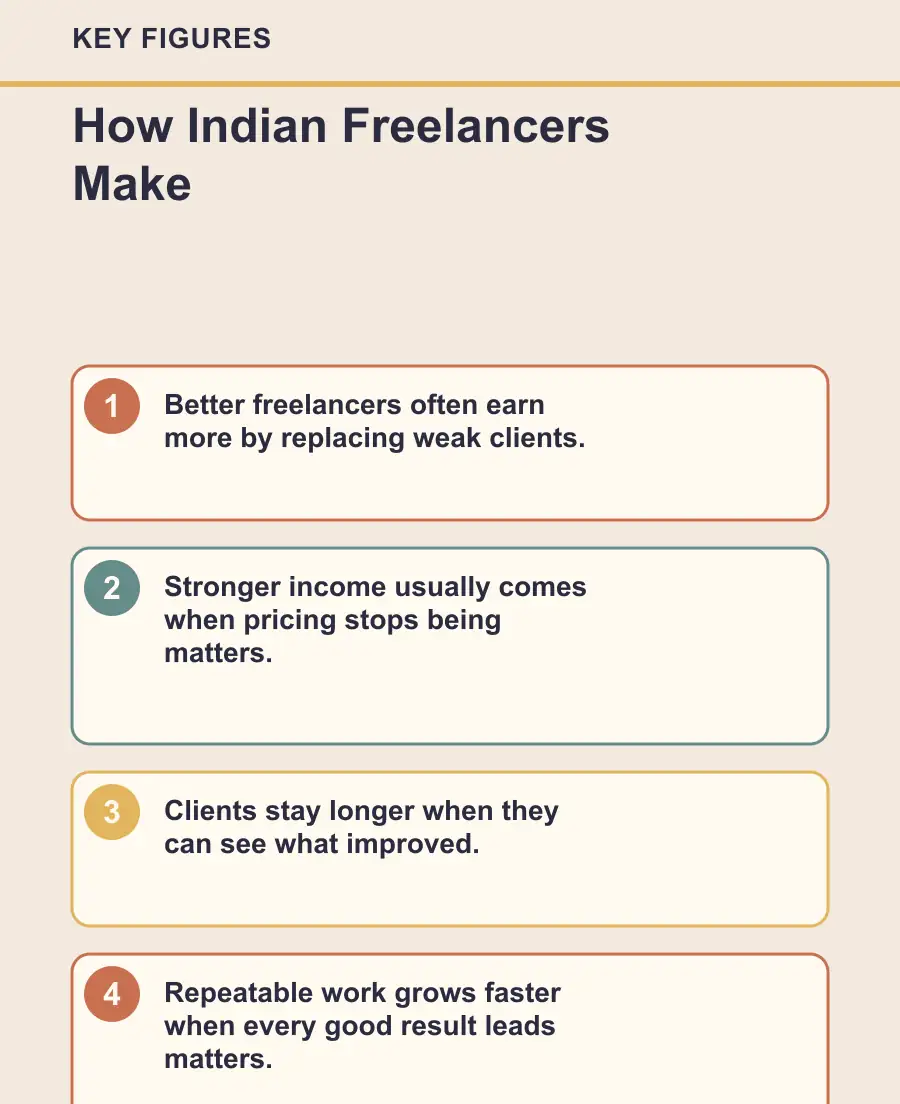 KEY FIGURES
How Indian Freelancers
Make
1
Better freelancers often earn
more by replacing weak clients.
2
Stronger income usually comes
when pricing stops being
matters.
3
Clients stay longer when they
can see what improved.
4
Repeatable work grows faster
when every good result leads
matters.